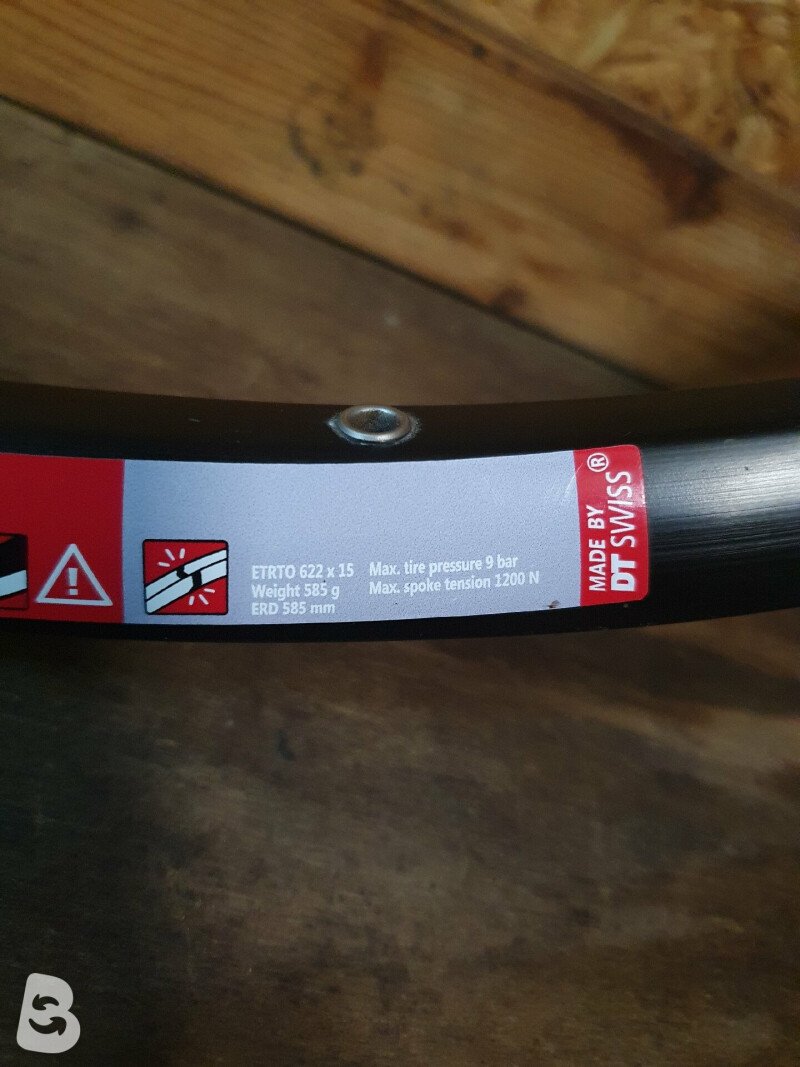 ETRTO 622 x 15
Weight 585 g
ERD 585 mm
Max. tire pressure 9 bar
Max. spoke tension 1200 N
MADE BY
DT SWISS®
B